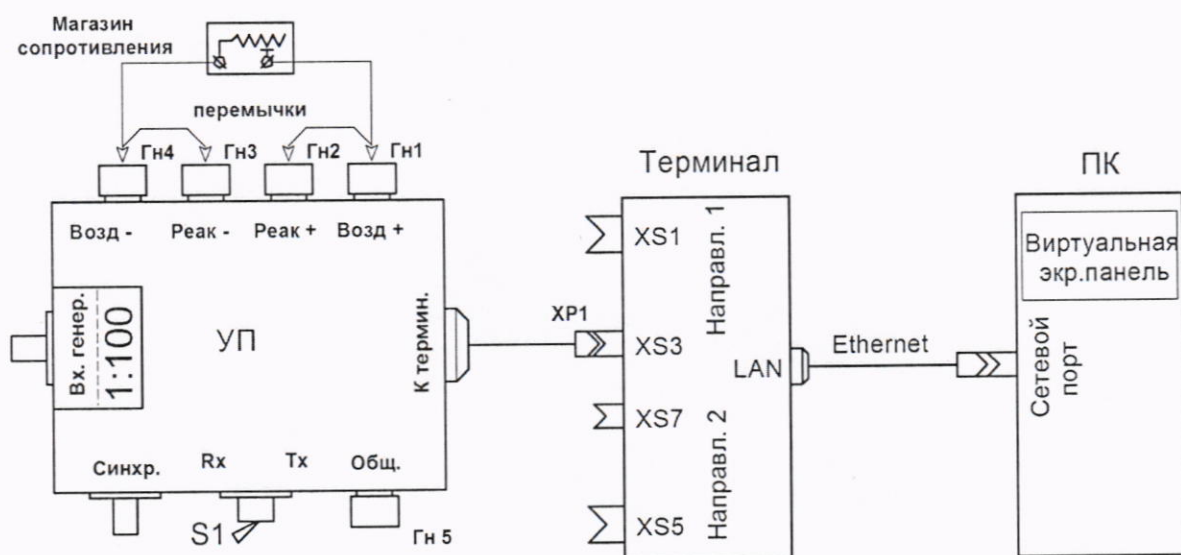 Магазин
сопротивления
перемычки
Гн4
Гн3
Гн2
Гн1
Возд -
Реак -
Реак +
Возд +
Вх. генер.
1:100
УП
К термин.
Синхр.
Rx
Tx
Общ.
S1
Гн 5
XP1
Терминал
XS1
XS3
XS7
XS5
Направл. 1
Направл. 2
LAN
Ethernet
ПК
Виртуальная
экр.панель
Сетевой
порт